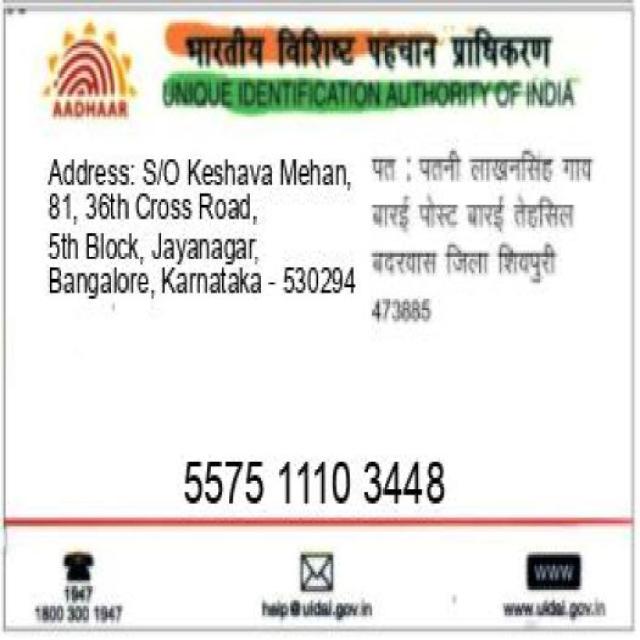 भारतीय विशिष्ट पहचान प्राधिकरण
AADHAAR
UNIQUE IDENTIFICATION AUTHORITY OF INDIA
Address: S/O Keshava Mehan,
81, 36th Cross Road,
5th Block, Jayanagar,
Bangalore, Karnataka - 530294
पत : पतनी लाखनसिंह गाव
बारई पोस्ट बारई तेहसिल
बदरवास जिला शिवपुरी
473885
5575 1110 3448
1947
1800 300 1947
help@uidai.gov.in
WWW
www.uidai.gov.in